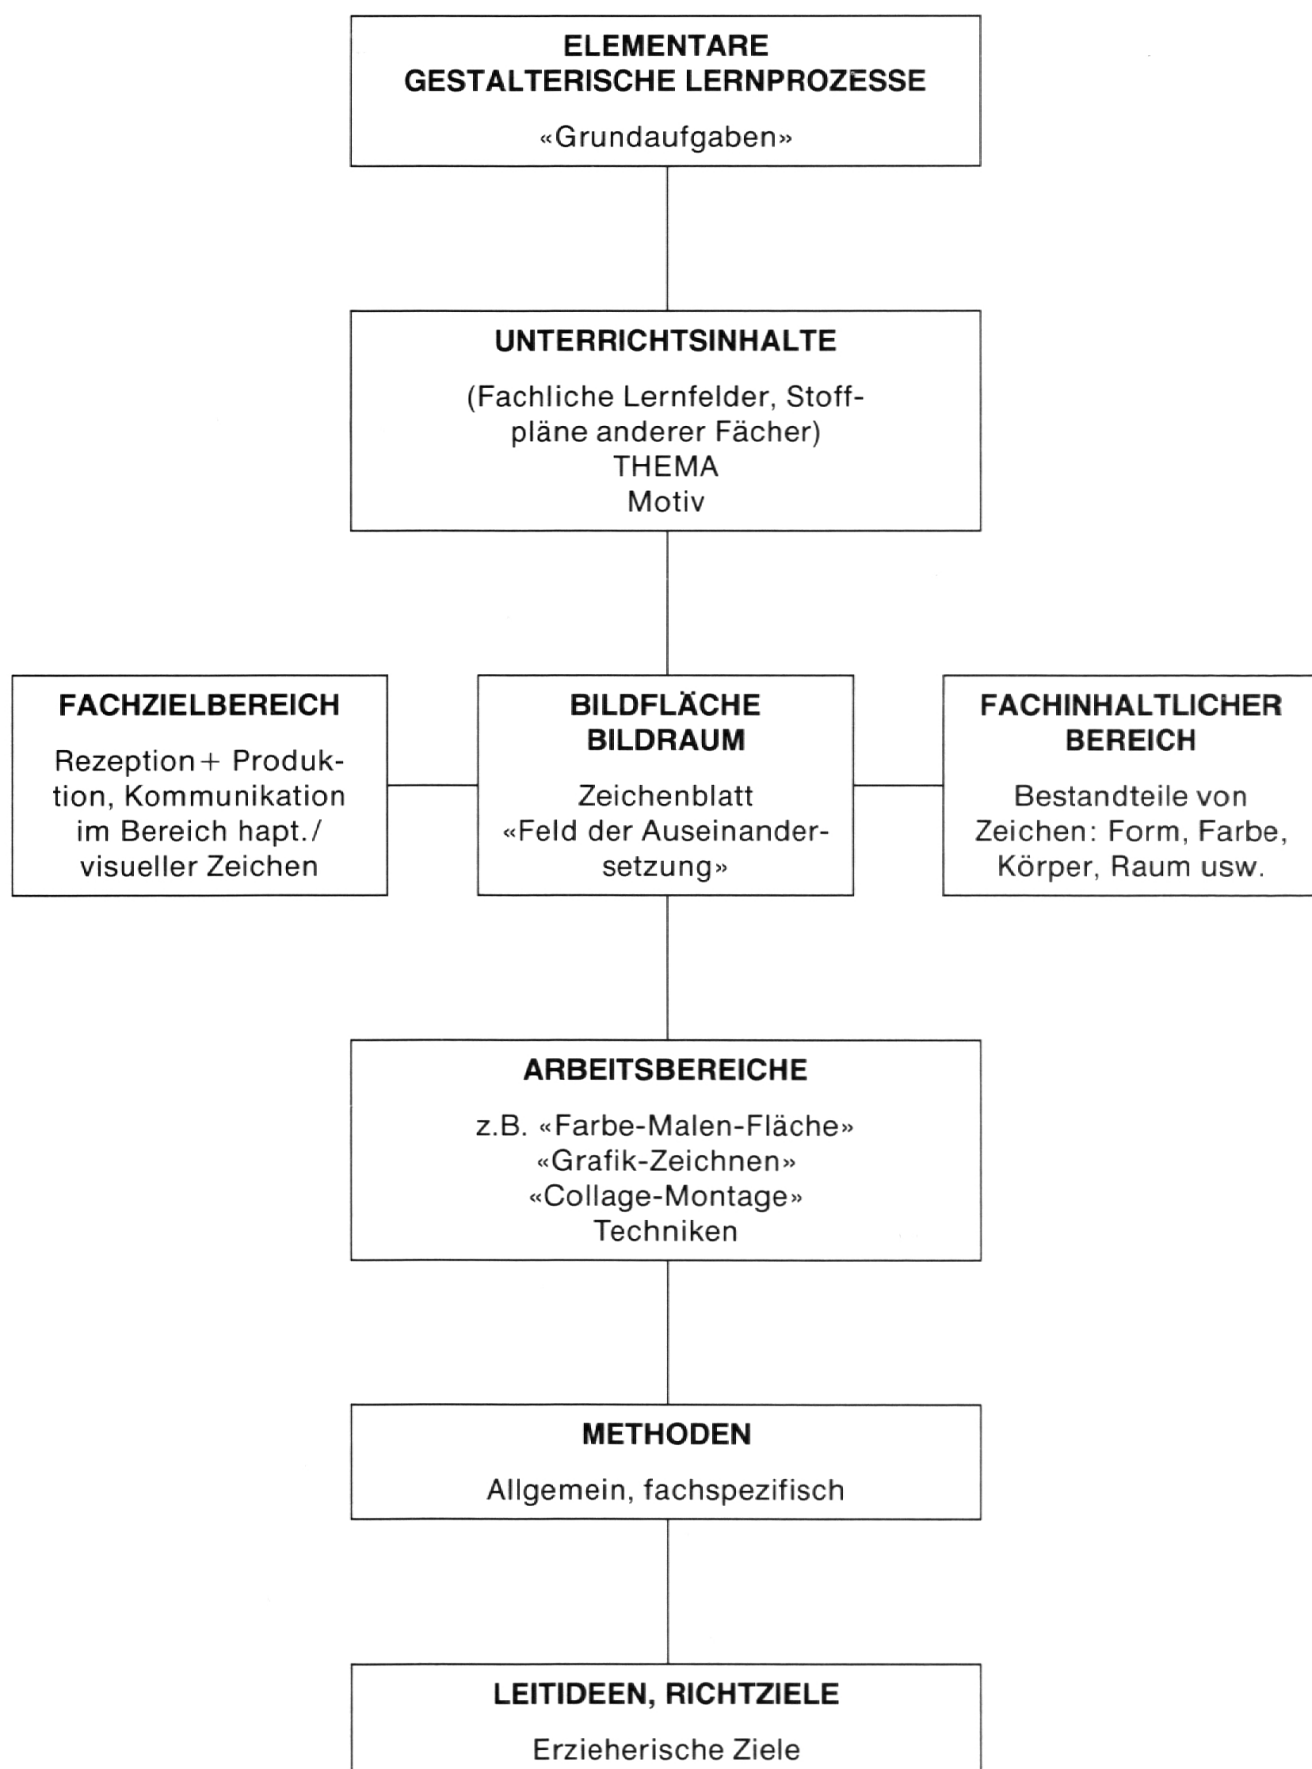 ELEMENTARE
GESTALTERISCHE LERNPROZESSE
«Grundaufgaben»
UNTERRICHTSINHALTE
(Fachliche Lernfelder, Stoff-
pläne anderer Fächer)
THEMA
Motiv
FACHZIELBEREICH
Rezeption + Produk-
tion, Kommunikation
im Bereich hapt./
visueller Zeichen
BILDFLÄCHE
BILDRAUM
Zeichenblatt
«Feld der Auseinander-
setzung»
FACHINHALTLICHER
BEREICH
Bestandteile von
Zeichen: Form, Farbe,
Körper, Raum usw.
ARBEITSBEREICHE
z.B. «Farbe-Malen-Fläche»
«Grafik-Zeichnen»
«Collage-Montage»
Techniken
METHODEN
Allgemein, fachspezifisch
LEITIDEEN, RICHTZIELE
Erzieherische Ziele